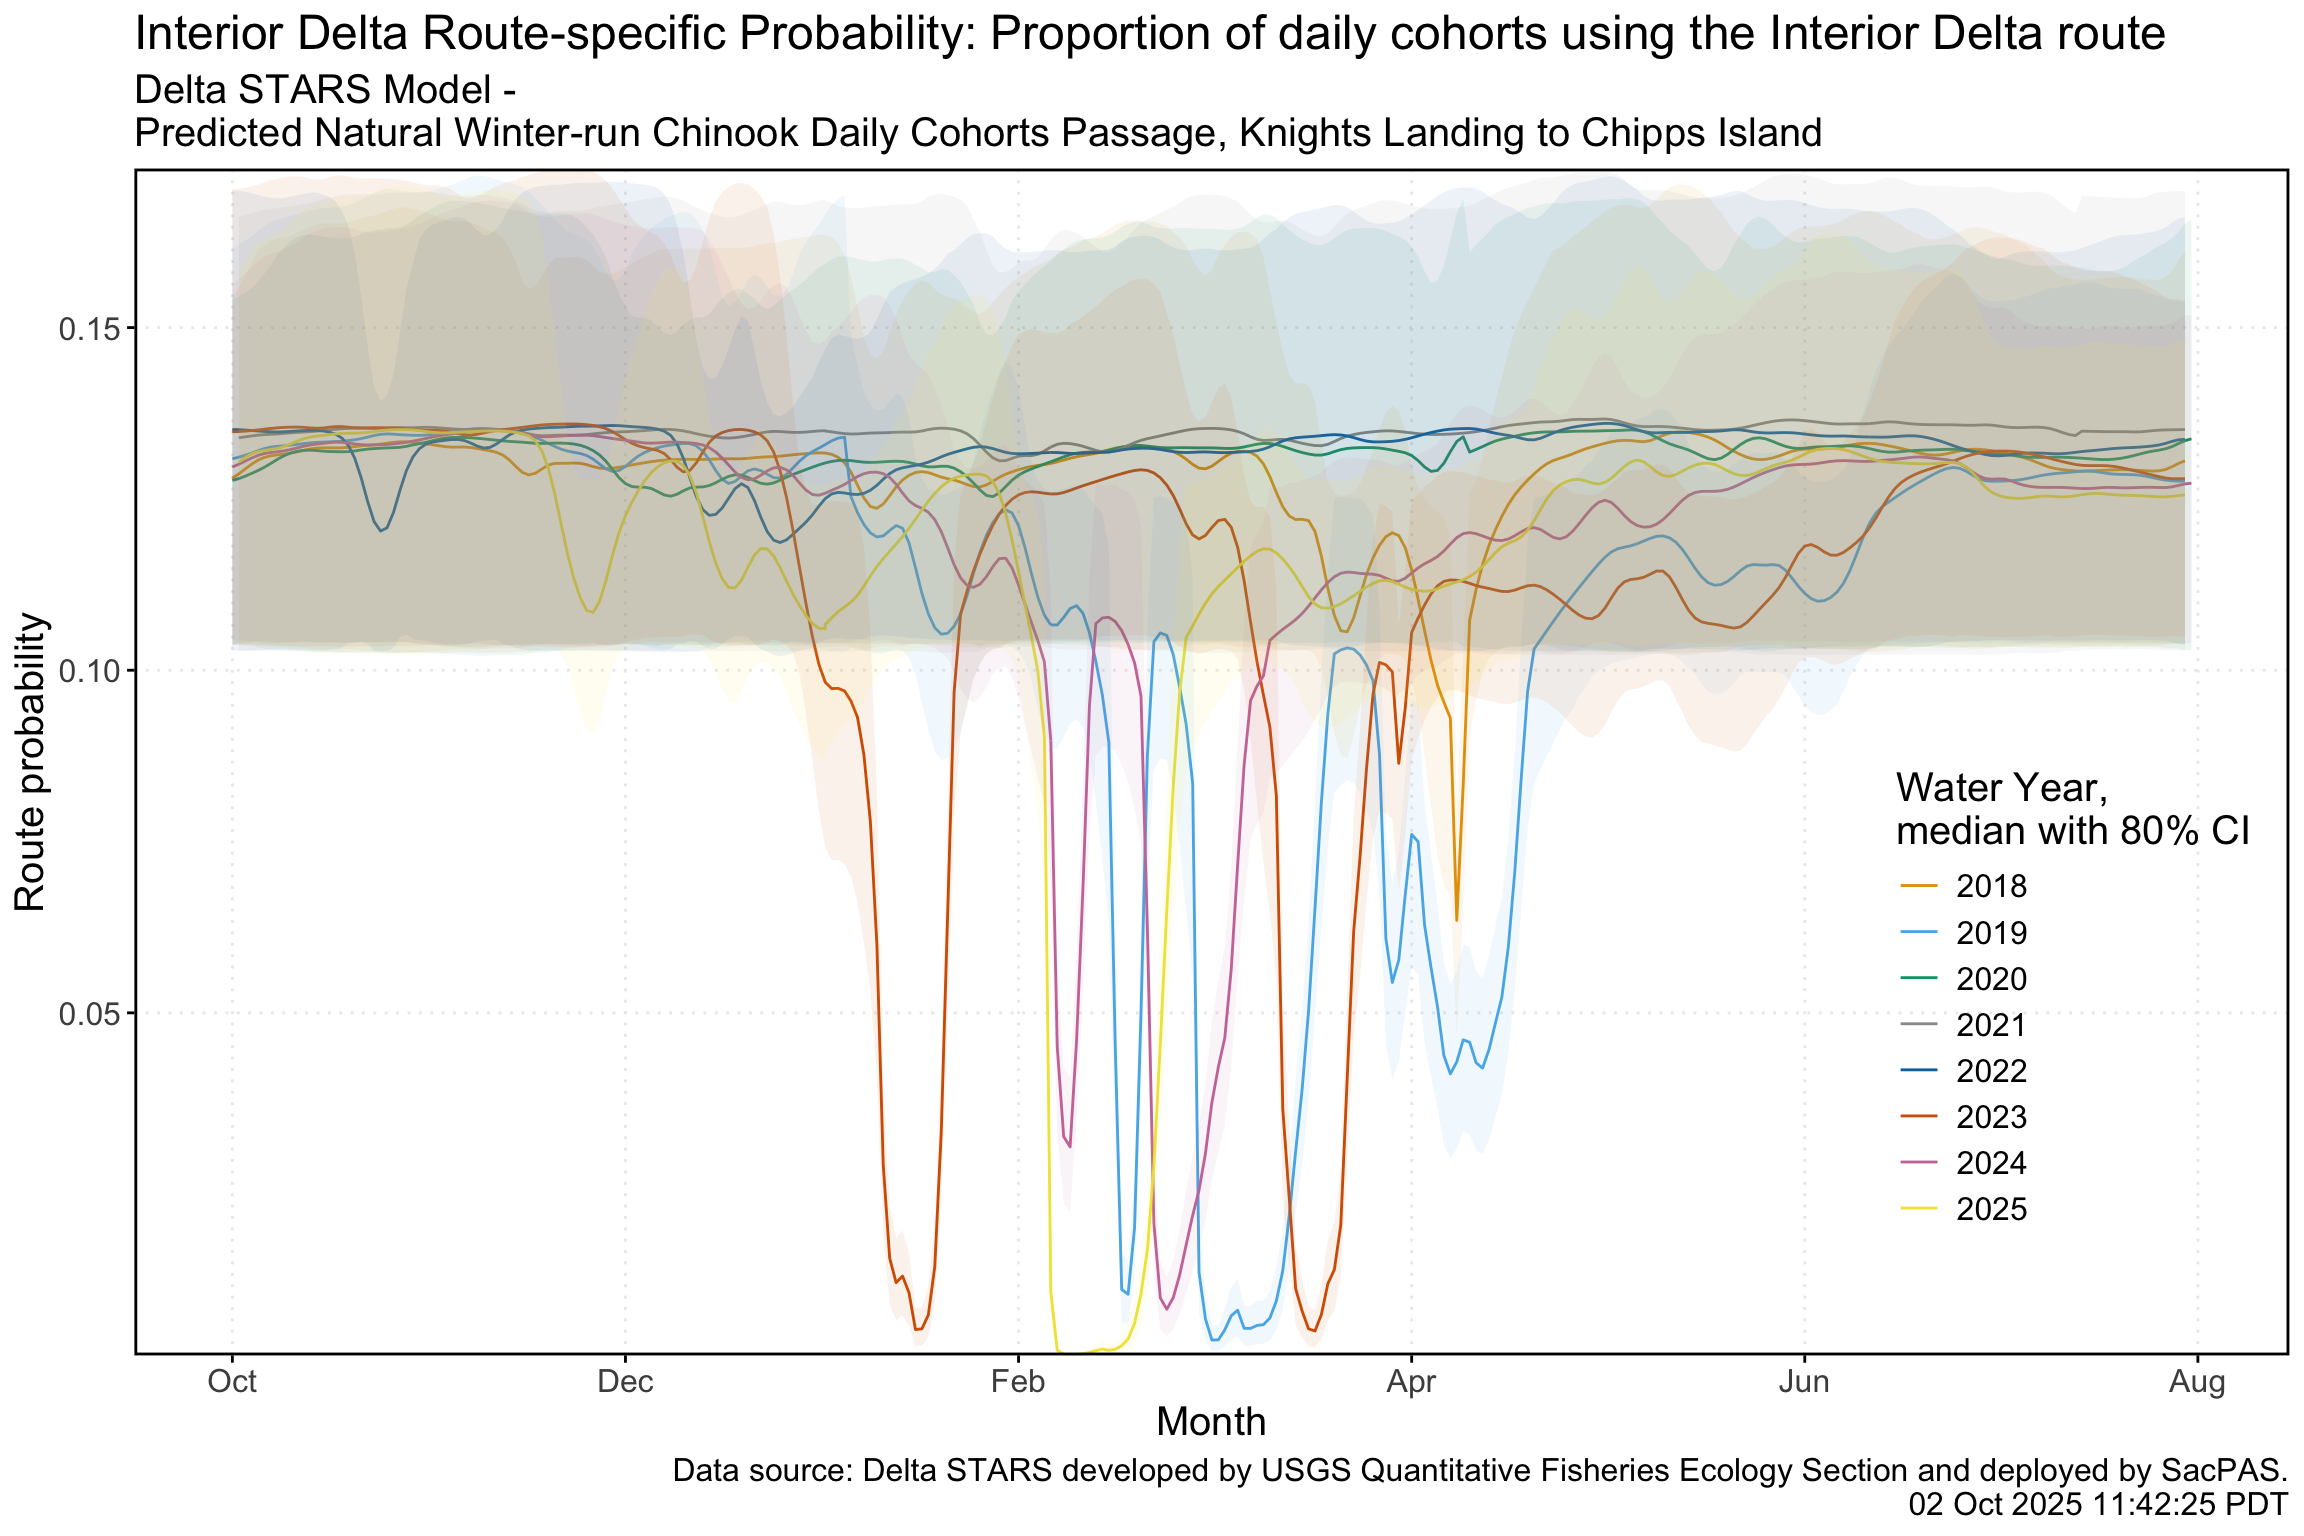 Interior Delta Route-specific Probability: Proportion of daily cohorts using the Interior Delta route
Delta STARS Model -
Predicted Natural Winter-run Chinook Daily Cohorts Passage, Knights Landing to Chipps Island
0.15
0.10
0.05
Route probability
Water Year,
median with 80% CI
2018
2019
2020
2021
2022
2023
2024
2025
Oct
Dec
Feb
Apr
Jun
Aug
Month
Data source: Delta STARS developed by USGS Quantitative Fisheries Ecology Section and deployed by SacPAS.
02 Oct 2025 11:42:25 PDT